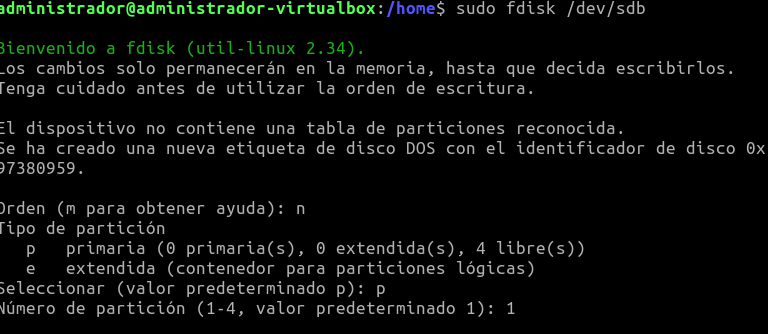 administrador@administrador-virtualbox:/home$ sudo fdisk /dev/sdb
Bienvenido a fdisk (util-linux 2.34).
Los cambios solo permanecerán en la memoria, hasta que decida escribirlos.
Tenga cuidado antes de utilizar la orden de escritura.
El dispositivo no contiene una tabla de particiones reconocida.
Se ha creado una nueva etiqueta de disco DOS con el identificador de disco 0x
97380959.
Orden (m para obtener ayuda): n
Tipo de partición
p   primaria (0 primaria(s), 0 extendida(s), 4 libre(s))
e   extendida (contenedor para particiones lógicas)
Seleccionar (valor predeterminado p): p
Número de partición (1-4, valor predeterminado 1): 1